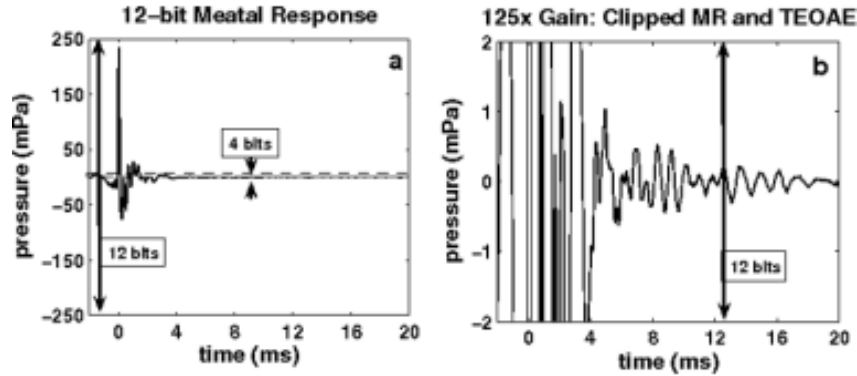 12-bit Meatal Response
250
150
50
-50
-150
-250
pressure (mPa)
a
4 bits
12 bits
0 4 8 12 16 20
time (ms)
125x Gain: Clipped MR and TEOAE
2
1
0
-1
-2
pressure (mPa)
b
12 bits
0 4 8 12 16 20
time (ms)